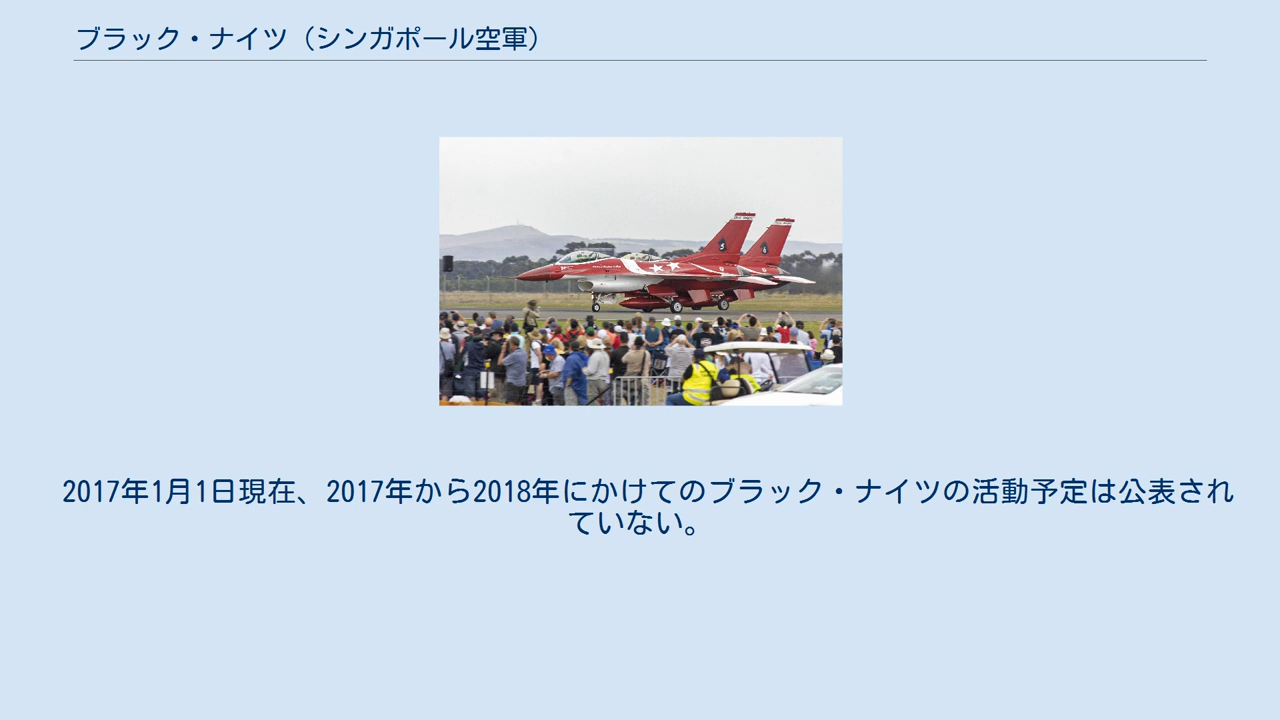 ブラック・ナイツ（シンガポール空軍）
2017年1月1日現在、2017年から2018年にかけてのブラック・ナイツの活動予定は公表され
ていない。